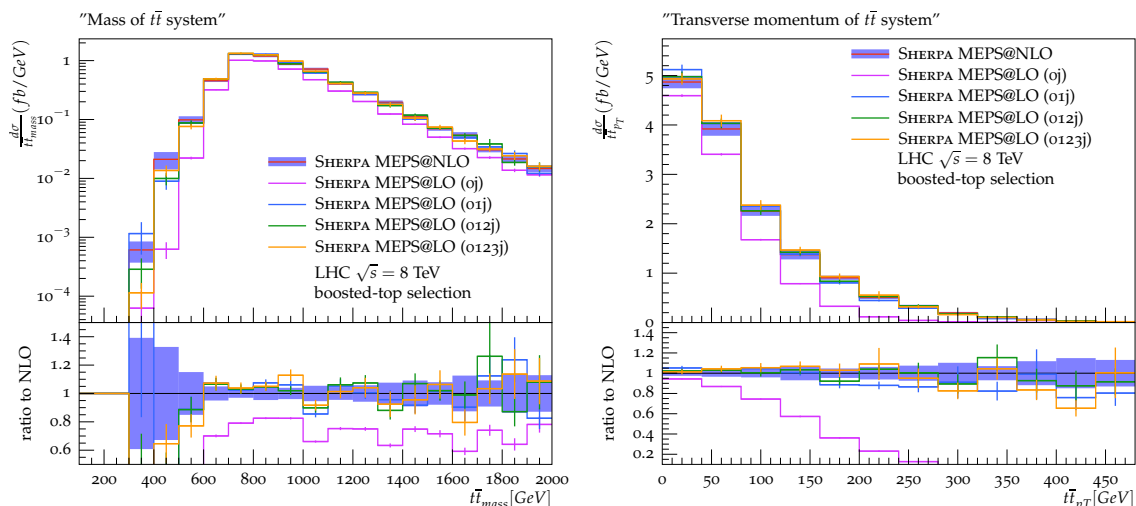 "Mass of tt̄ system"
dσ/tt̄_mass (fb/GeV)
1
10⁻¹
10⁻²
10⁻³
10⁻⁴
SHERPA MEPS@NLO
SHERPA MEPS@LO (0j)
SHERPA MEPS@LO (01j)
SHERPA MEPS@LO (012j)
SHERPA MEPS@LO (0123j)
LHC √s = 8 TeV
boosted-top selection
ratio to NLO
1.4
1.2
1.0
0.8
0.6
200 400 600 800 1000 1200 1400 1600 1800 2000
tt̄_mass[GeV]
"Transverse momentum of tt̄ system"
dσ/tt̄_pT (fb/GeV)
5
4
3
2
1
0
SHERPA MEPS@NLO
SHERPA MEPS@LO (0j)
SHERPA MEPS@LO (01j)
SHERPA MEPS@LO (012j)
SHERPA MEPS@LO (0123j)
LHC √s = 8 TeV
boosted-top selection
ratio to NLO
1.2
1.0
0.8
0.6
0.4
0.2
0 50 100 150 200 250 300 350 400 450
tt̄_pT[GeV]